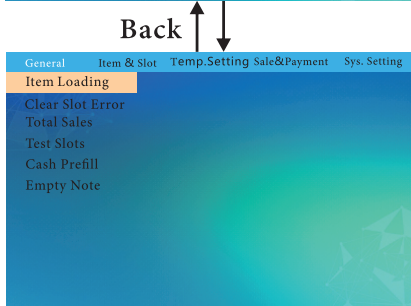 Back
General Item & Slot Temp.Setting Sale&Payment Sys. Setting
Item Loading
Clear Slot Error
Total Sales
Test Slots
Cash Prefill
Empty Note